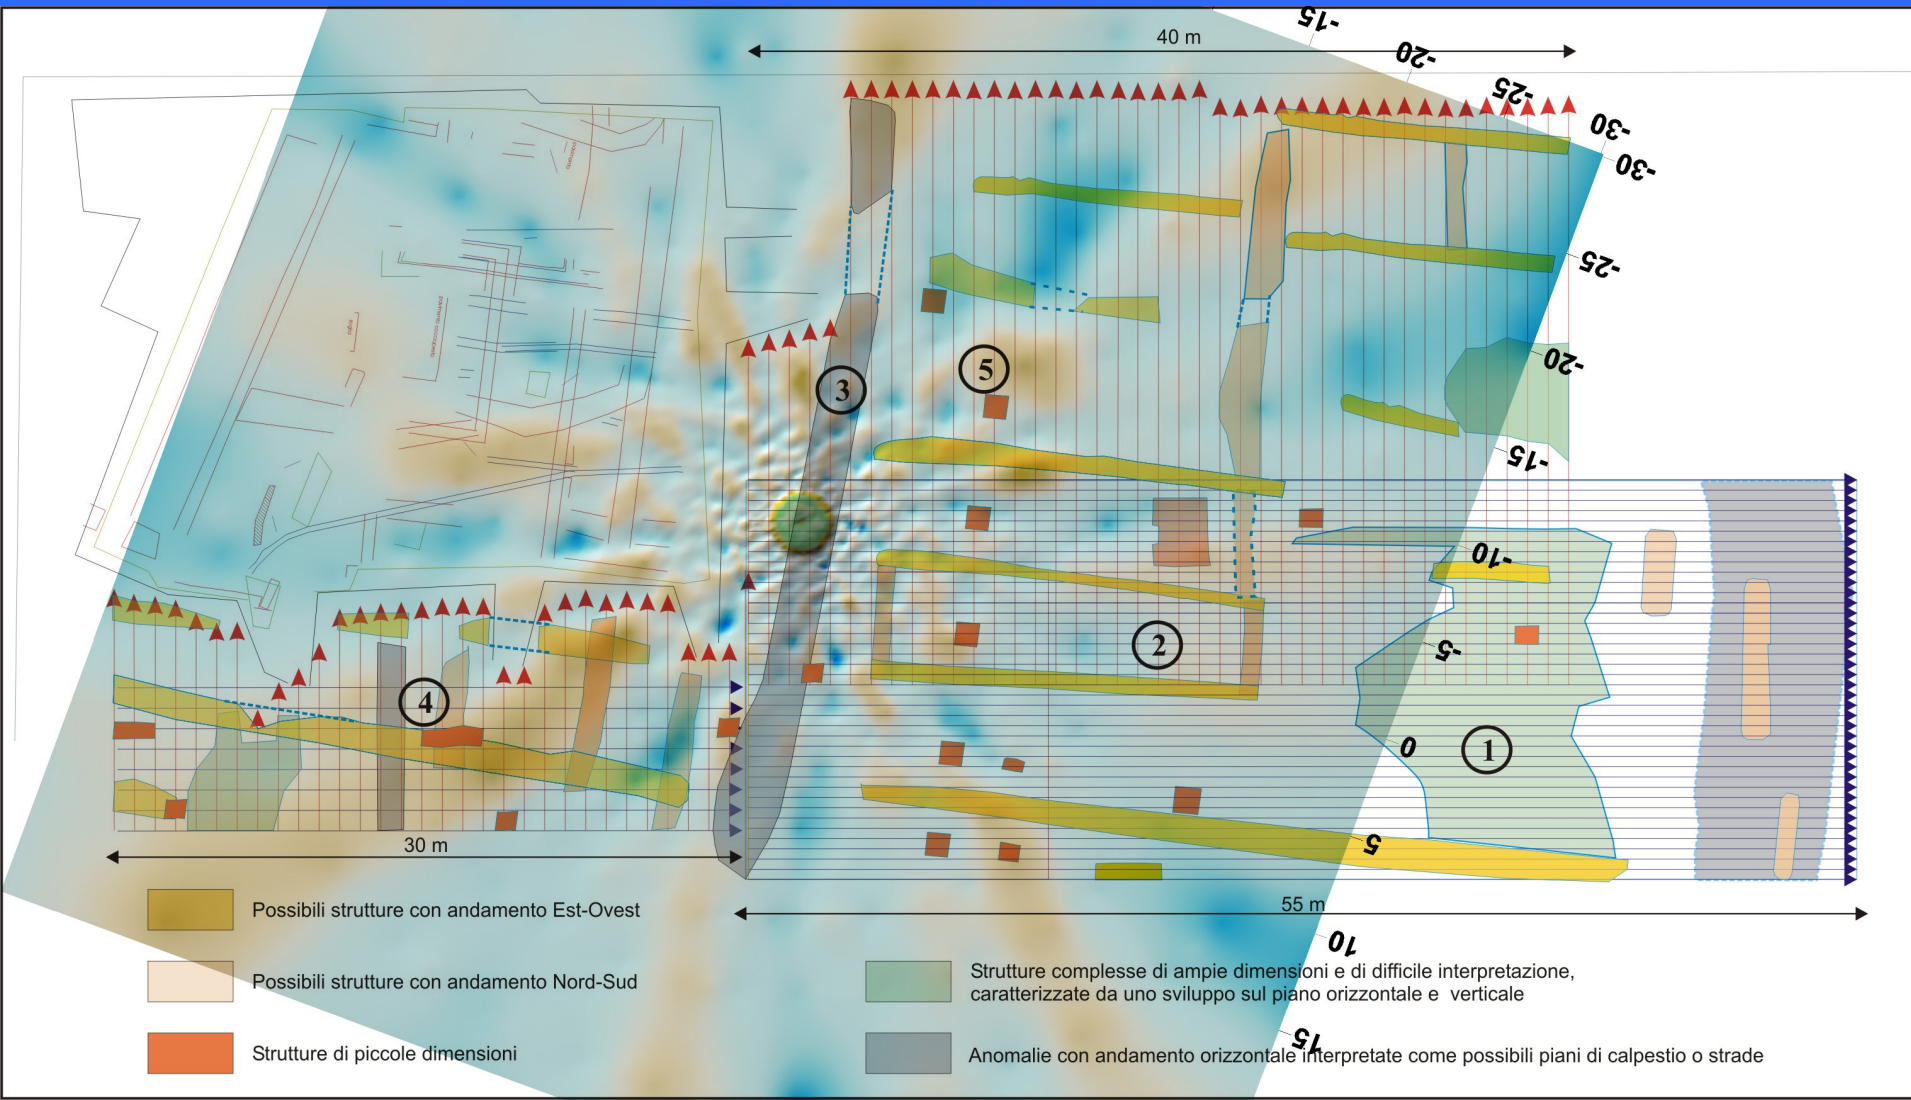 40 m
-15
-20
-25
-30
-30
-25
-20
-15
-10
-5
0
5
10
15
3
5
2
4
1
30 m
55 m
Possibili strutture con andamento Est-Ovest
Possibili strutture con andamento Nord-Sud
Strutture di piccole dimensioni
Strutture complesse di ampie dimensioni e di difficile interpretazione,
caratterizzate da uno sviluppo sul piano orizzontale e verticale
Anomalie con andamento orizzontale interpretate come possibili piani di calpestio o strade